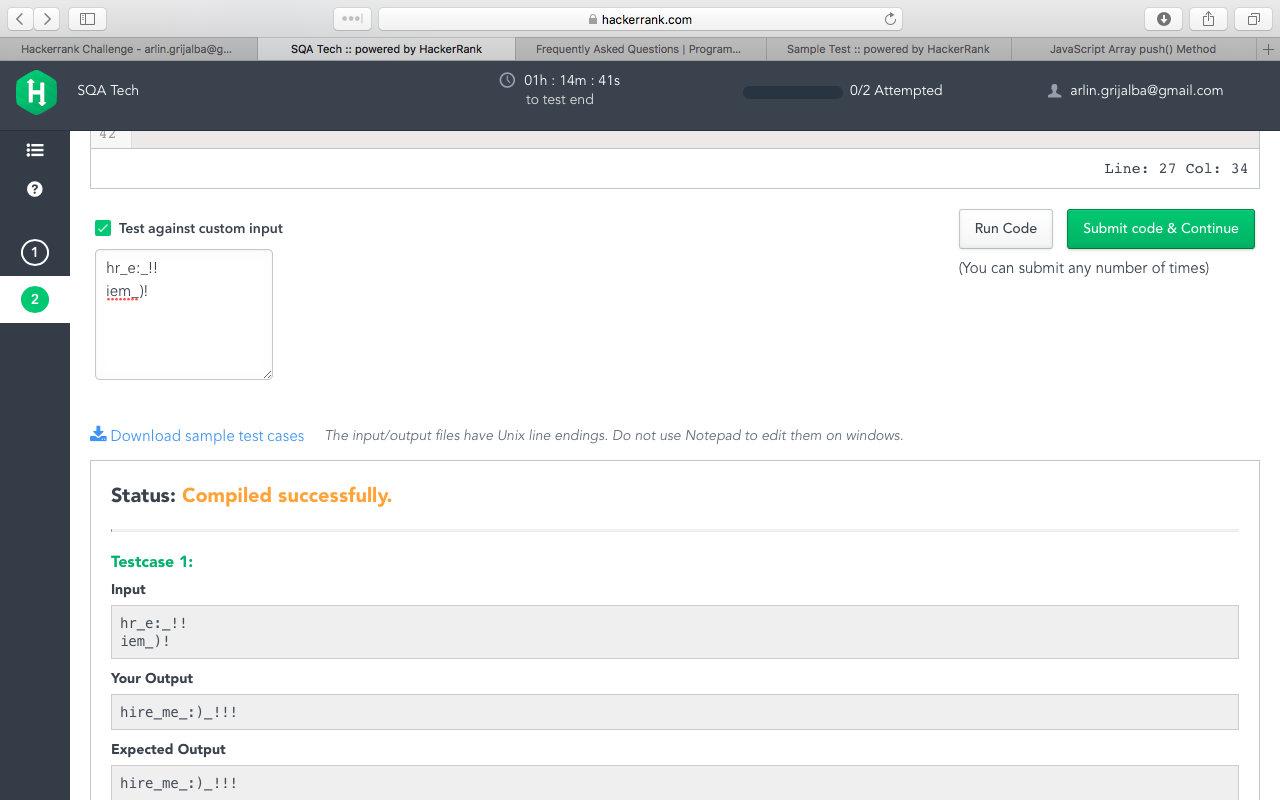 hackerrank.com
Hackerrank Challenge - arlin.grijalba@g...
SQA Tech :: powered by HackerRank
Frequently Asked Questions | Program...
Sample Test :: powered by HackerRank
JavaScript Array push() Method
H
SQA Tech
01h : 14m : 41s
to test end
0/2 Attempted
arlin.grijalba@gmail.com
42
Line: 27 Col: 34
?
1
2
Test against custom input
Run Code
Submit code & Continue
(You can submit any number of times)
hr_e:_!!
iem_)!
Download sample test cases
The input/output files have Unix line endings. Do not use Notepad to edit them on windows.
Status: Compiled successfully.
Testcase 1:
Input
hr_e:_!!
iem_)!
Your Output
hire_me_:)_!!!
Expected Output
hire_me_:)_!!!